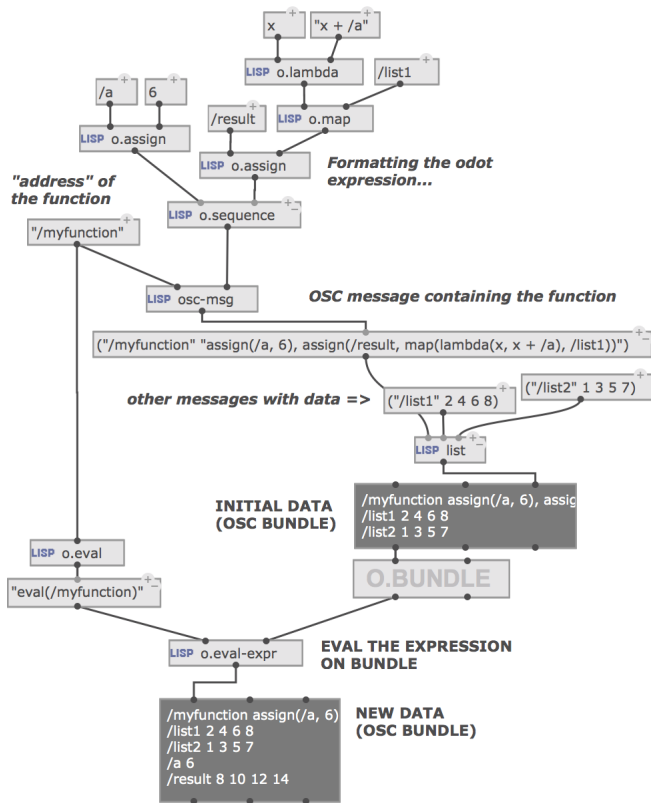 x
"x + /a"
LISP o.lambda
/a
6
/list1
/result
LISP o.map
LISP o.assign
LISP o.assign
Formatting the odot
expression...
"address" of
the function
LISP o.sequence
"/myfunction"
LISP osc-msg
OSC message containing the function
("/myfunction" "assign(/a, 6), assign(/result, map(lambda(x, x + /a), /list1))")
other messages with data =>
("/list1" 2 4 6 8)
("/list2" 1 3 5 7)
LISP list
INITIAL DATA
(OSC BUNDLE)
/myfunction assign(/a, 6), assig
/list1 2 4 6 8
/list2 1 3 5 7
LISP o.eval
O.BUNDLE
"eval(/myfunction)"
LISP o.eval-expr
EVAL THE EXPRESSION
ON BUNDLE
/myfunction assign(/a, 6)
/list1 2 4 6 8
/list2 1 3 5 7
/a 6
/result 8 10 12 14
NEW DATA
(OSC BUNDLE)